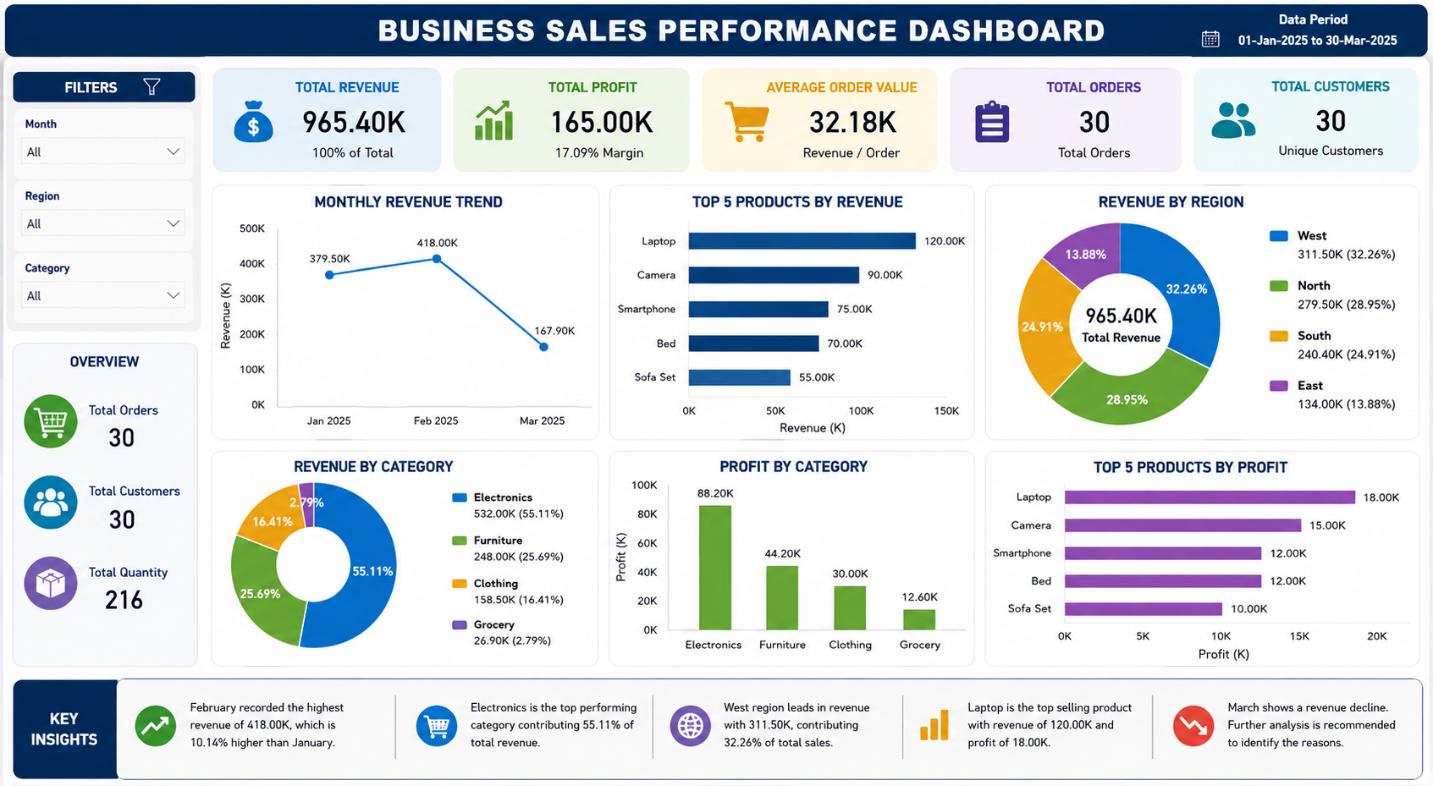 BUSINESS SALES PERFORMANCE DASHBOARD
Data Period
01-Jan-2025 to 30-Mar-2025
FILTERS
Month
All
Region
All
Category
All
OVERVIEW
Total Orders
30
Total Customers
30
Total Quantity
216
TOTAL REVENUE
965.40K
100% of Total
TOTAL PROFIT
165.00K
17.09% Margin
AVERAGE ORDER VALUE
32.18K
Revenue / Order
TOTAL ORDERS
30
Total Orders
TOTAL CUSTOMERS
30
Unique Customers
MONTHLY REVENUE TREND
Revenue (K)
500K
400K
300K
200K
100K
0K
379.50K
418.00K
167.90K
Jan 2025
Feb 2025
Mar 2025
TOP 5 PRODUCTS BY REVENUE
Laptop 120.00K
Camera 90.00K
Smartphone 75.00K
Bed 70.00K
Sofa Set 55.00K
0K 50K 100K 150K
Revenue (K)
REVENUE BY REGION
13.88%
32.26%
24.91%
28.95%
965.40K
Total Revenue
West
311.50K (32.26%)
North
279.50K (28.95%)
South
240.40K (24.91%)
East
134.00K (13.88%)
REVENUE BY CATEGORY
2.79%
16.41%
55.11%
25.69%
Electronics
532.00K (55.11%)
Furniture
248.00K (25.69%)
Clothing
158.50K (16.41%)
Grocery
26.90K (2.79%)
PROFIT BY CATEGORY
Profit (K)
100K
80K
60K
40K
20K
0K
88.20K
44.20K
30.00K
12.60K
Electronics
Furniture
Clothing
Grocery
TOP 5 PRODUCTS BY PROFIT
Laptop 18.00K
Camera 15.00K
Smartphone 12.00K
Bed 12.00K
Sofa Set 10.00K
0K 5K 10K 15K 20K
Profit (K)
KEY
INSIGHTS
February recorded the highest
revenue of 418.00K, which is
10.14% higher than January.
Electronics is the top performing
category contributing 55.11% of
total revenue.
West region leads in revenue
with 311.50K, contributing
32.26% of total sales.
Laptop is the top selling product
with revenue of 120.00K and
profit of 18.00K.
March shows a revenue decline.
Further analysis is recommended
to identify the reasons.